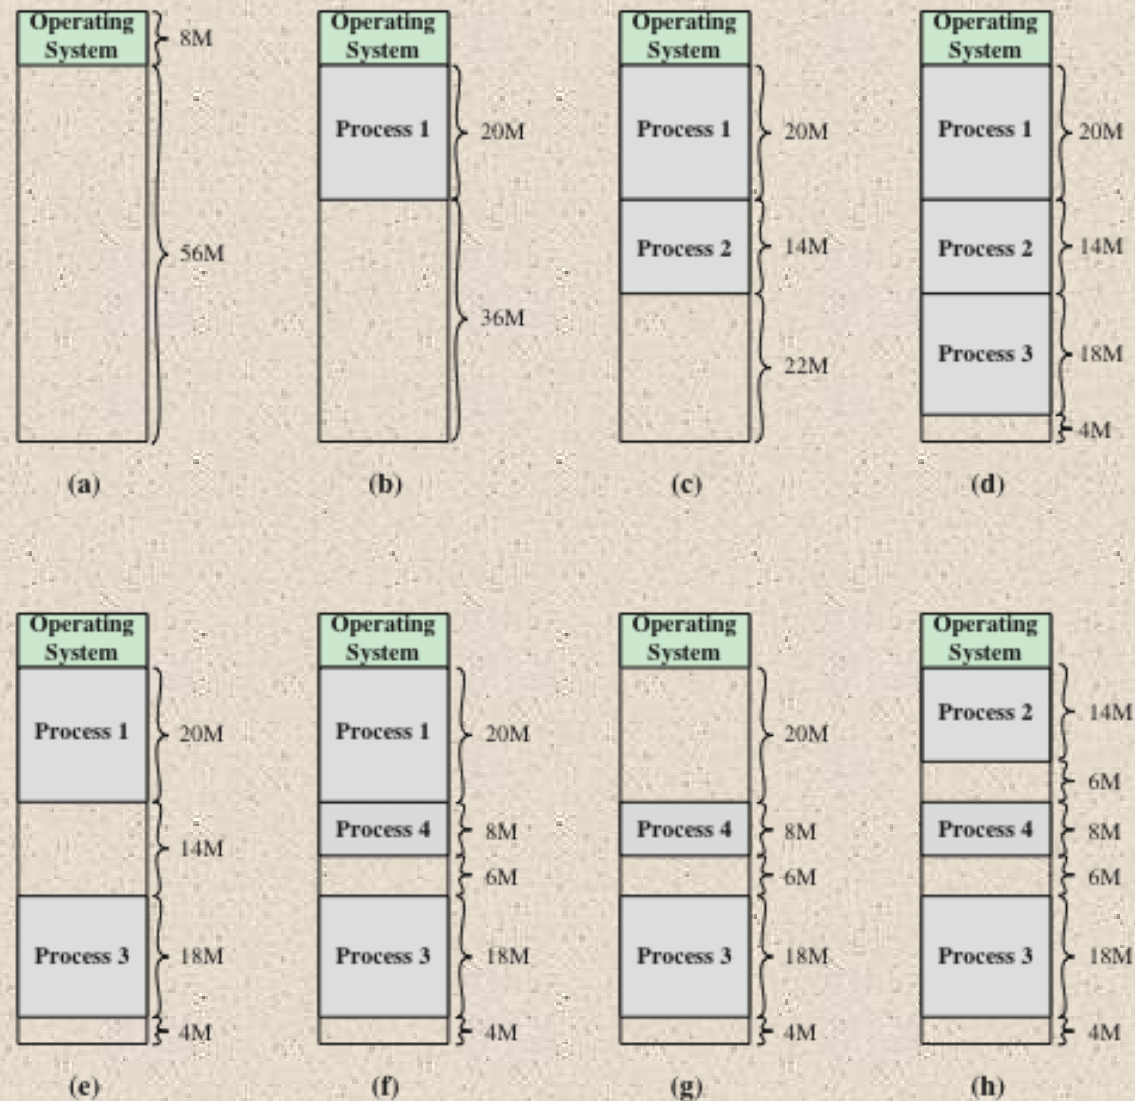 Operating
System
8M
56M
(a)
Operating
System
Process 1
20M
36M
(b)
Operating
System
Process 1
20M
Process 2
14M
22M
(c)
Operating
System
Process 1
20M
Process 2
14M
Process 3
18M
4M
(d)
Operating
System
Process 1
20M
14M
Process 3
18M
4M
(e)
Operating
System
Process 1
20M
Process 4
8M
6M
Process 3
18M
4M
(f)
Operating
System
20M
Process 4
8M
6M
Process 3
18M
4M
(g)
Operating
System
Process 2
14M
6M
Process 4
8M
6M
Process 3
18M
4M
(h)